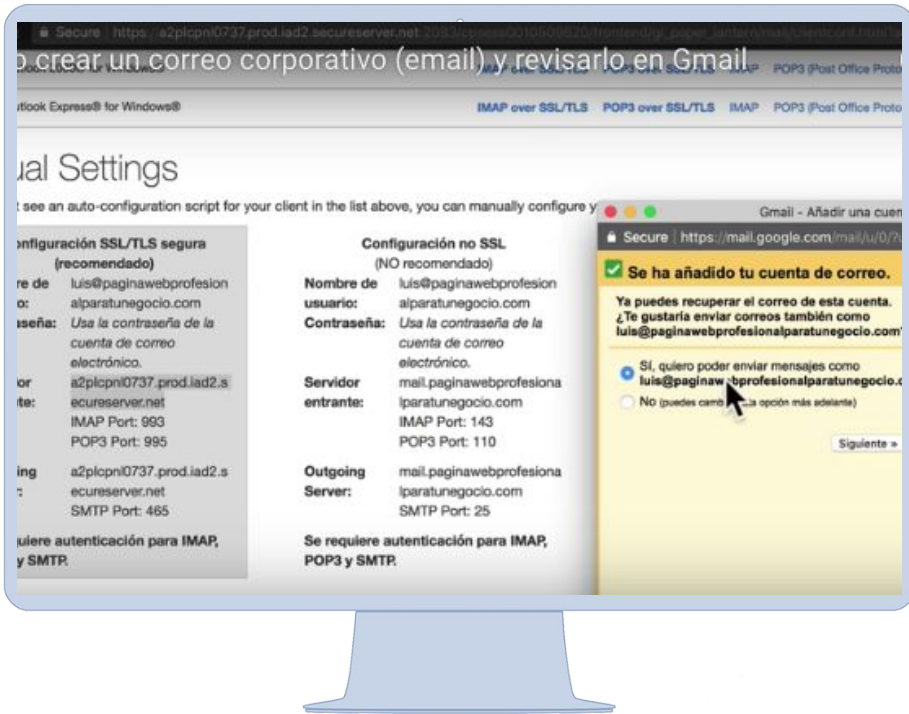 Secure https a2plcpnl0737.prod.iad2.secureserver.net
o crear un correo corporativo (email) y revisarlo en Gmail
IMAP POP3 (Post Office Proto
utlook Express® for Windows® IMAP over SSL/TLS POP3 over SSL/TLS IMAP POP3 (Post Office Proto
ual Settings
t see an auto-configuration script for your client in the list above, you can manually configure y
onfiguración SSL/TLS segura
(recomendado)
re de luis@paginawebprofesion
o: alparatunegocio.com
aseña: Usa la contraseña de la
cuenta de correo
electrónico.
or a2plcpnl0737.prod.iad2.s
te: ecureserver.net
IMAP Port: 993
POP3 Port: 995
ing a2plcpnl0737.prod.iad2.s
r: ecureserver.net
SMTP Port: 465
quiere autenticación para IMAP,
y SMTP.
Configuración no SSL
(NO recomendado)
Nombre de luis@paginawebprofesion
usuario: alparatunegocio.com
Contraseña: Usa la contraseña de la
cuenta de correo
electrónico.
Servidor mail.paginawebprofesiona
entrante: lparatunegocio.com
IMAP Port: 143
POP3 Port: 110
Outgoing mail.paginawebprofesiona
Server: lparatunegocio.com
SMTP Port: 25
Se requiere autenticación para IMAP,
POP3 y SMTP.
Gmail - Añadir una cuen
Secure https://mail.google.com/mail/u/0/?
Se ha añadido tu cuenta de correo.
Ya puedes recuperar el correo de esta cuenta.
¿Te gustaría enviar correos también como
luis@paginawebprofesionalparatunegocio.com
Sí, quiero poder enviar mensajes como
luis@paginaw bprofesionalparatunegocio.c
No (puedes camb la opción más adelante)
Siguiente »